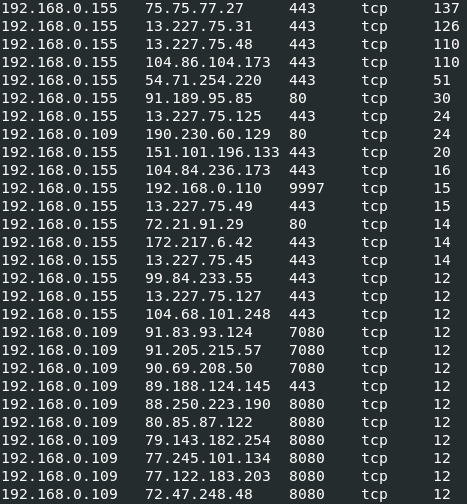 192.168.0.155 75.75.77.27 443 tcp 137
192.168.0.155 13.227.75.31 443 tcp 126
192.168.0.155 13.227.75.48 443 tcp 110
192.168.0.155 104.86.104.173 443 tcp 110
192.168.0.155 54.71.254.220 443 tcp 51
192.168.0.155 91.189.95.85 80 tcp 30
192.168.0.155 13.227.75.125 443 tcp 24
192.168.0.109 190.230.60.129 80 tcp 24
192.168.0.155 151.101.196.133 443 tcp 20
192.168.0.155 104.84.236.173 443 tcp 16
192.168.0.155 192.168.0.110 9997 tcp 15
192.168.0.155 13.227.75.49 443 tcp 15
192.168.0.155 72.21.91.29 80 tcp 14
192.168.0.155 172.217.6.42 443 tcp 14
192.168.0.155 13.227.75.45 443 tcp 14
192.168.0.155 99.84.233.55 443 tcp 12
192.168.0.155 13.227.75.127 443 tcp 12
192.168.0.155 104.68.101.248 443 tcp 12
192.168.0.109 91.83.93.124 7080 tcp 12
192.168.0.109 91.205.215.57 7080 tcp 12
192.168.0.109 90.69.208.50 7080 tcp 12
192.168.0.109 89.188.124.145 443 tcp 12
192.168.0.109 88.250.223.190 8080 tcp 12
192.168.0.109 80.85.87.122 8080 tcp 12
192.168.0.109 79.143.182.254 8080 tcp 12
192.168.0.109 77.245.101.134 8080 tcp 12
192.168.0.109 77.122.183.203 8080 tcp 12
192.168.0.109 72.47.248.48 8080 tcp 12